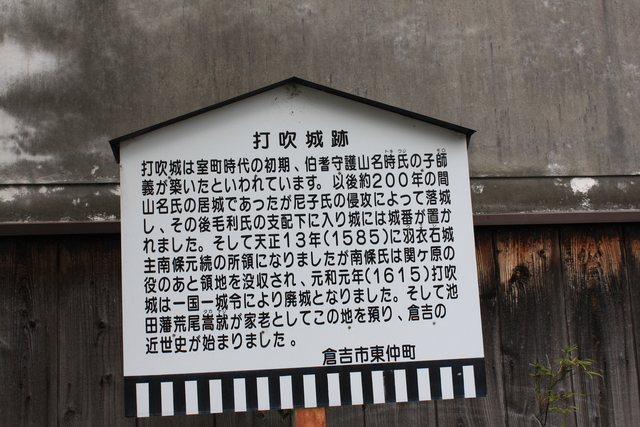 打吹城跡
打吹城は室町時代の初期、伯耆守護山名時氏の子師
義が築いたといわれています。以後約200年の間
山名氏の居城であったが尼子氏の侵攻によって落城
し、その後毛利氏の支配下に入り城には城番が置か
れました。そして天正13年(1585)に羽衣石城
主南條元続の所領になりましたが南條氏は関ヶ原の
役のあと領地を没収され、元和元年(1615)打吹
城は一国一城令により廃城となりました。そして池
田藩荒尾嵩就が家老としてこの地を預り、倉吉の
近世史が始まりました。
倉吉市東仲町